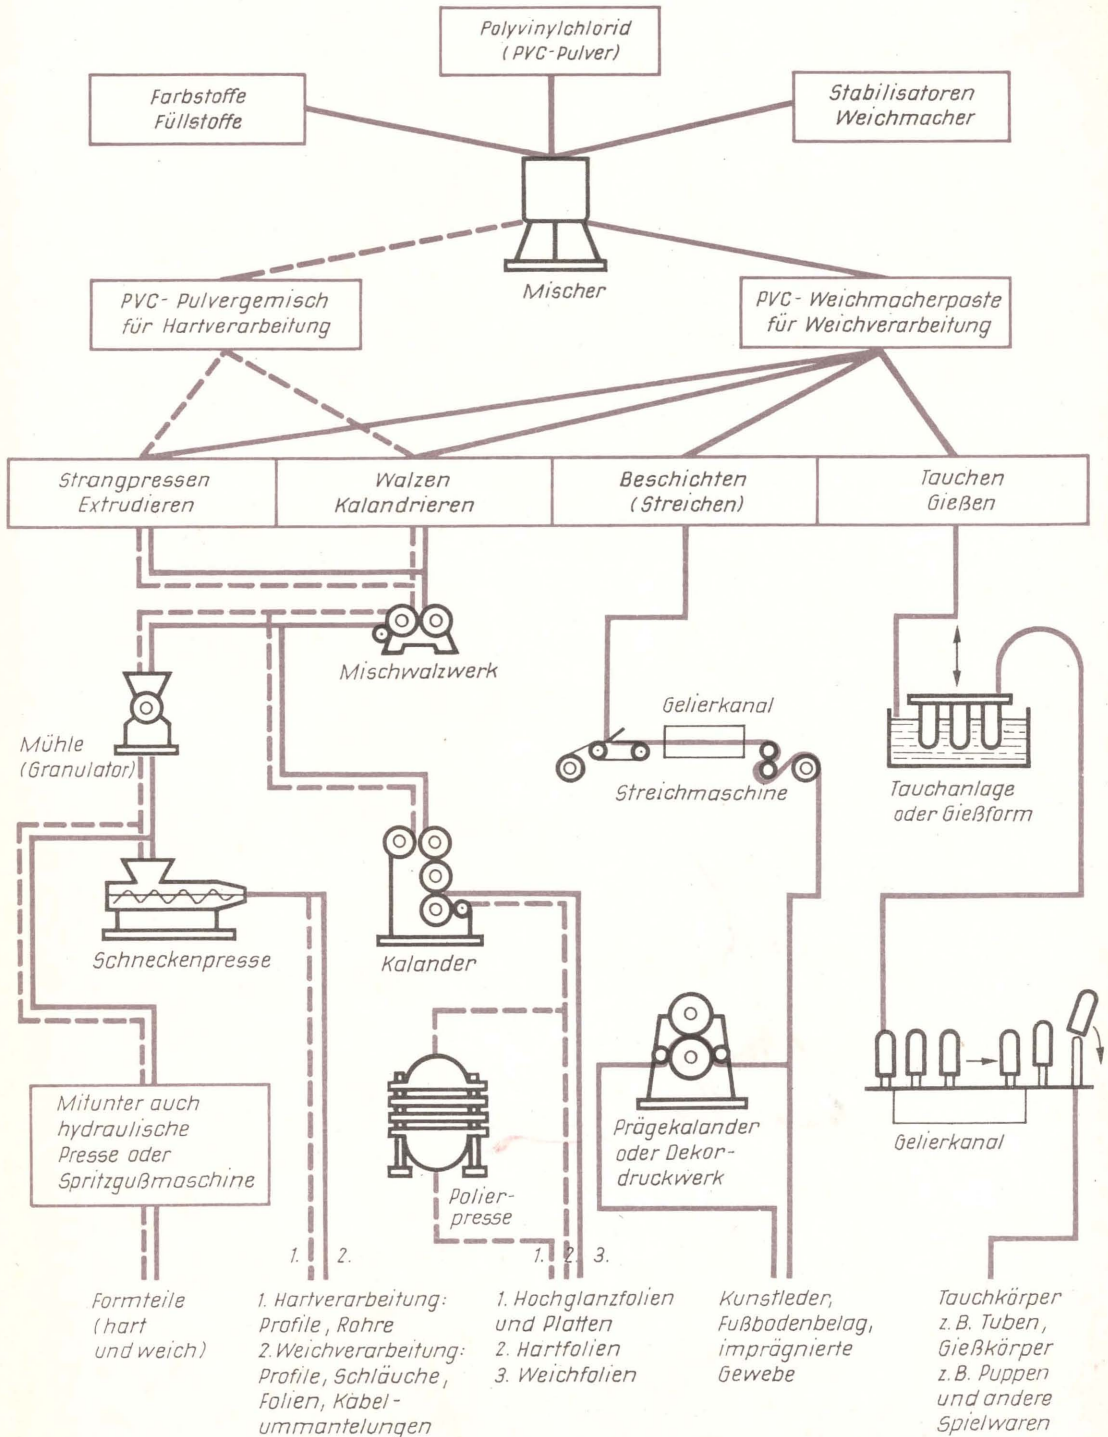 Polyvinylchlorid
(PVC-Pulver)
Farbstoffe
Füllstoffe
Stabilisatoren
Weichmacher
Mischer
PVC- Pulvergemisch
für Hartverarbeitung
PVC- Weichmacherpaste
für Weichverarbeitung
Strangpressen
Extrudieren
Walzen
Kalandrieren
Beschichten
(Streichen)
Tauchen
Gießen
Mischwalzwerk
Mühle
(Granulator)
Gelierkanal
Streichmaschine
Tauchanlage
oder Gießform
Schneckenpresse
Kalander
Mitunter auch
hydraulische
Presse oder
Spritzgußmaschine
Polier-
presse
Prägekalander
oder Dekor-
druckwerk
Gelierkanal
1. 2.
1. 2. 3.
Formteile
(hart
und weich)
1. Hartverarbeitung:
Profile, Rohre
2. Weichverarbeitung:
Profile, Schläuche,
Folien, Kabel-
ummantelungen
1. Hochglanzfolien
und Platten
2. Hartfolien
3. Weichfolien
Kunstleder,
Fußbodenbelag,
imprägnierte
Gewebe
Tauchkörper
z.B. Tuben,
Gießkörper
z.B. Puppen
und andere
Spielwaren